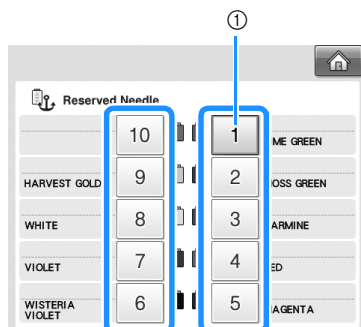 ①
Reserved Needle
10 1 ME GREEN
HARVEST GOLD 9 2 OSS GREEN
WHITE 8 3 ARMINE
VIOLET 7 4 ED
WISTERIA
VIOLET 6 5 AGENTA